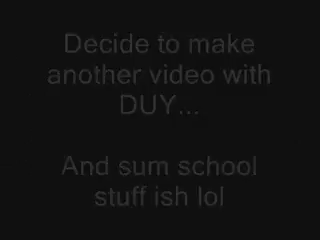 Decide to make
another video with
DUY...
And sum school
stuff ish lol